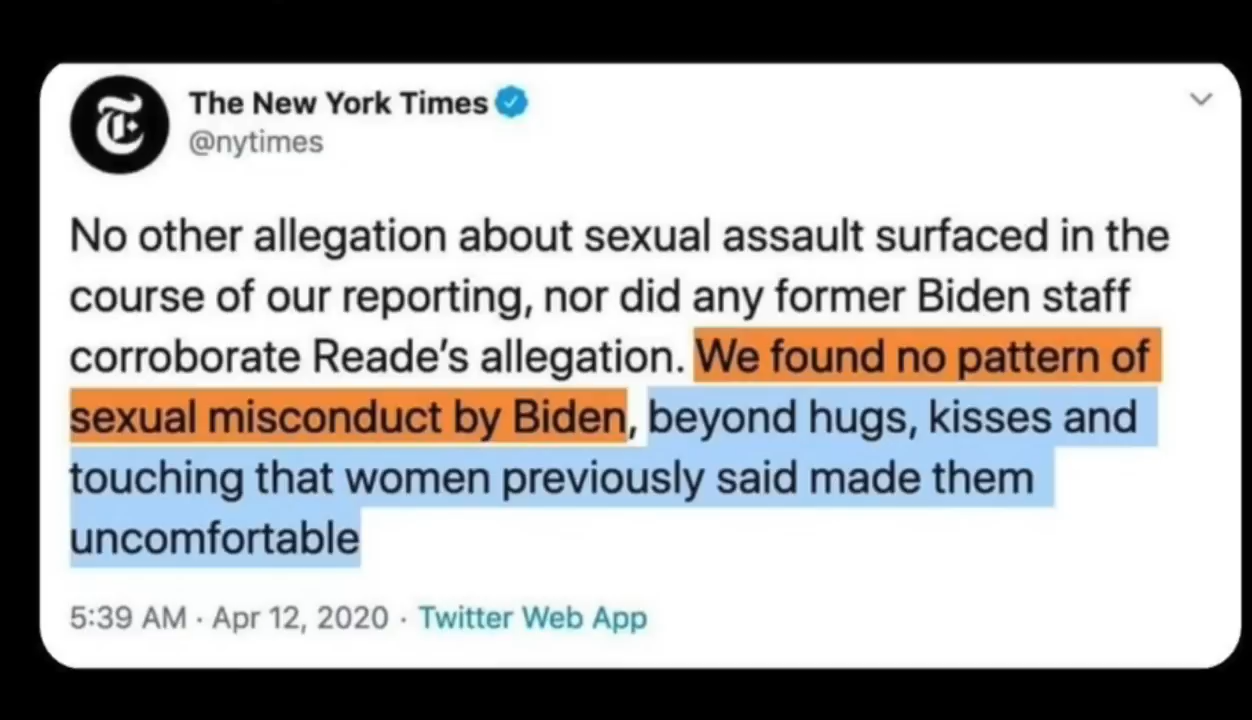 The New York Times
@nytimes
No other allegation about sexual assault surfaced in the
course of our reporting, nor did any former Biden staff
corroborate Reade's allegation. We found no pattern of
sexual misconduct by Biden, beyond hugs, kisses and
touching that women previously said made them
uncomfortable
5:39 AM · Apr 12, 2020 · Twitter Web App